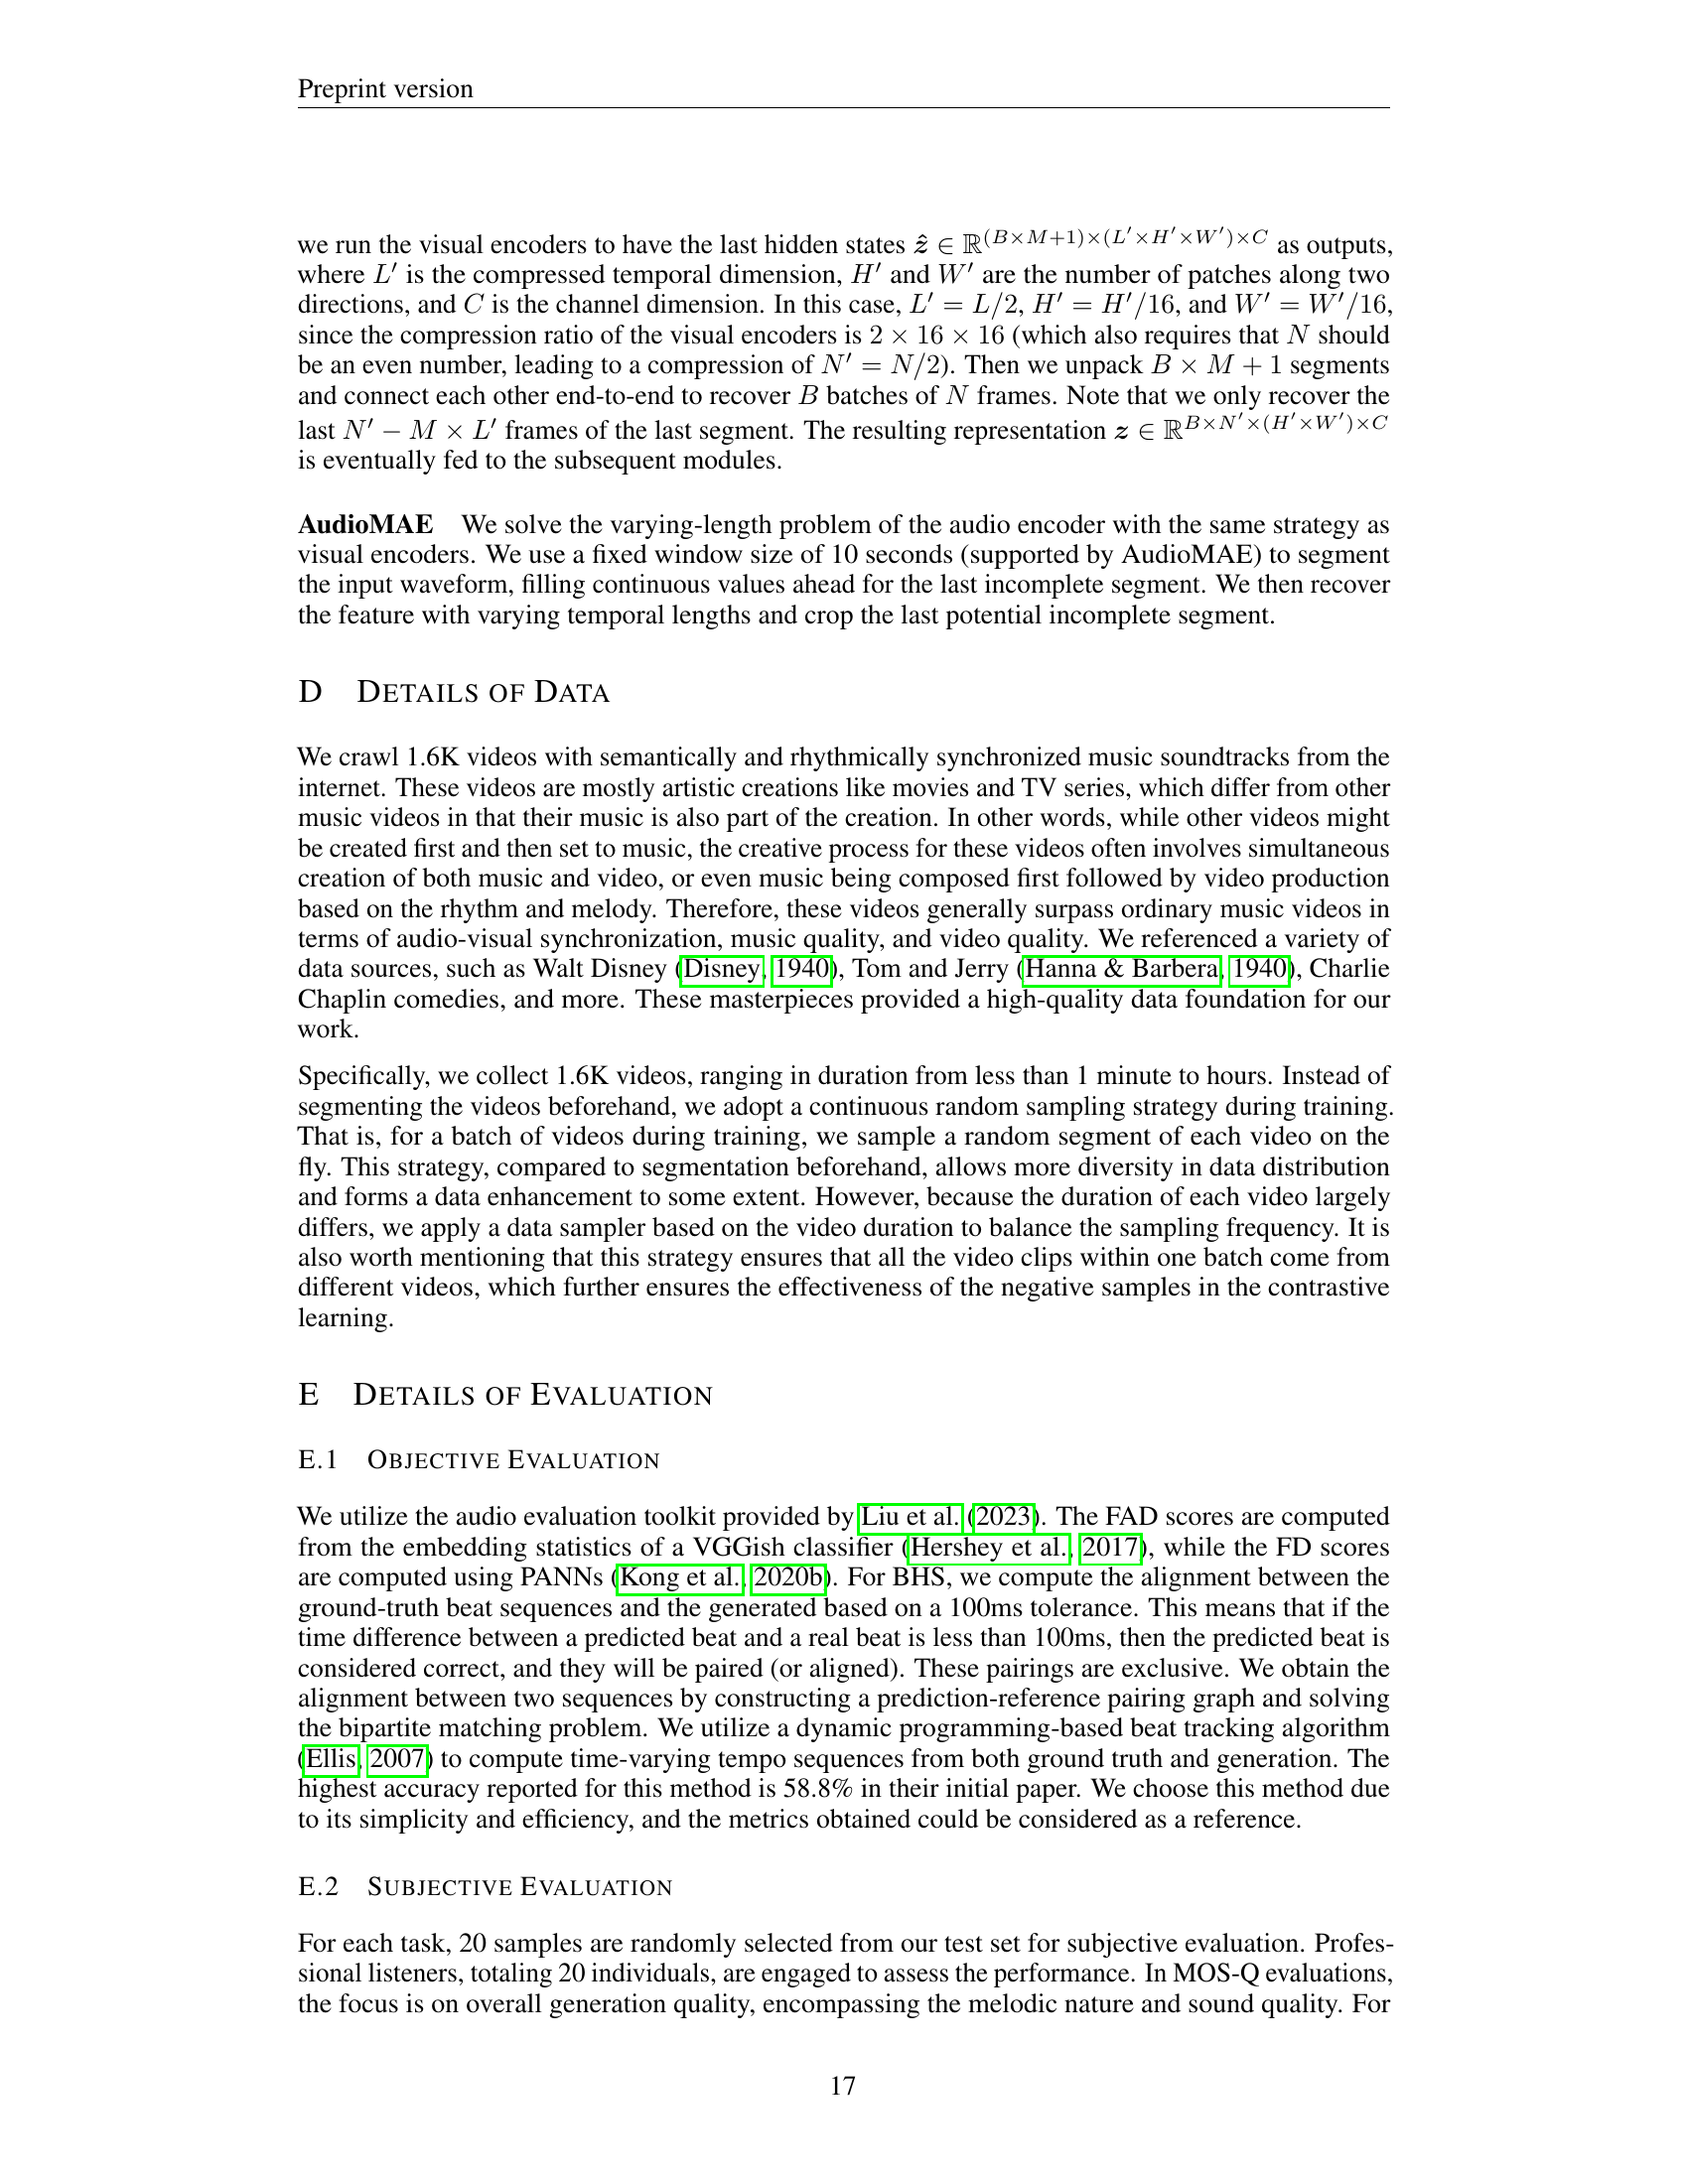 Preprint version
we run the visual encoders to have the last hidden states ẑ ∈ ℝ^(B×M+1)×(L′×H′×W′)×C as outputs,
where L′ is the compressed temporal dimension, H′ and W′ are the number of patches along two
directions, and C is the channel dimension. In this case, L′ = L/2, H′ = H′/16, and W′ = W′/16,
since the compression ratio of the visual encoders is 2 × 16 × 16 (which also requires that N should
be an even number, leading to a compression of N′ = N/2). Then we unpack B × M + 1 segments
and connect each other end-to-end to recover B batches of N frames. Note that we only recover the
last N′ − M × L′ frames of the last segment. The resulting representation z ∈ ℝ^B×N′×(H′×W′)×C
is eventually fed to the subsequent modules.
AudioMAE We solve the varying-length problem of the audio encoder with the same strategy as
visual encoders. We use a fixed window size of 10 seconds (supported by AudioMAE) to segment
the input waveform, filling continuous values ahead for the last incomplete segment. We then recover
the feature with varying temporal lengths and crop the last potential incomplete segment.
D DETAILS OF DATA
We crawl 1.6K videos with semantically and rhythmically synchronized music soundtracks from the
internet. These videos are mostly artistic creations like movies and TV series, which differ from other
music videos in that their music is also part of the creation. In other words, while other videos might
be created first and then set to music, the creative process for these videos often involves simultaneous
creation of both music and video, or even music being composed first followed by video production
based on the rhythm and melody. Therefore, these videos generally surpass ordinary music videos in
terms of audio-visual synchronization, music quality, and video quality. We referenced a variety of
data sources, such as Walt Disney (Disney, 1940), Tom and Jerry (Hanna & Barbera, 1940), Charlie
Chaplin comedies, and more. These masterpieces provided a high-quality data foundation for our
work.
Specifically, we collect 1.6K videos, ranging in duration from less than 1 minute to hours. Instead of
segmenting the videos beforehand, we adopt a continuous random sampling strategy during training.
That is, for a batch of videos during training, we sample a random segment of each video on the
fly. This strategy, compared to segmentation beforehand, allows more diversity in data distribution
and forms a data enhancement to some extent. However, because the duration of each video largely
differs, we apply a data sampler based on the video duration to balance the sampling frequency. It is
also worth mentioning that this strategy ensures that all the video clips within one batch come from
different videos, which further ensures the effectiveness of the negative samples in the contrastive
learning.
E DETAILS OF EVALUATION
E.1 OBJECTIVE EVALUATION
We utilize the audio evaluation toolkit provided by Liu et al. (2023). The FAD scores are computed
from the embedding statistics of a VGGish classifier (Hershey et al., 2017), while the FD scores
are computed using PANNs (Kong et al., 2020b). For BHS, we compute the alignment between the
ground-truth beat sequences and the generated based on a 100ms tolerance. This means that if the
time difference between a predicted beat and a real beat is less than 100ms, then the predicted beat is
considered correct, and they will be paired (or aligned). These pairings are exclusive. We obtain the
alignment between two sequences by constructing a prediction-reference pairing graph and solving
the bipartite matching problem. We utilize a dynamic programming-based beat tracking algorithm
(Ellis, 2007) to compute time-varying tempo sequences from both ground truth and generation. The
highest accuracy reported for this method is 58.8% in their initial paper. We choose this method due
to its simplicity and efficiency, and the metrics obtained could be considered as a reference.
E.2 SUBJECTIVE EVALUATION
For each task, 20 samples are randomly selected from our test set for subjective evaluation. Profes-
sional listeners, totaling 20 individuals, are engaged to assess the performance. In MOS-Q evaluations,
the focus is on overall generation quality, encompassing the melodic nature and sound quality. For
17